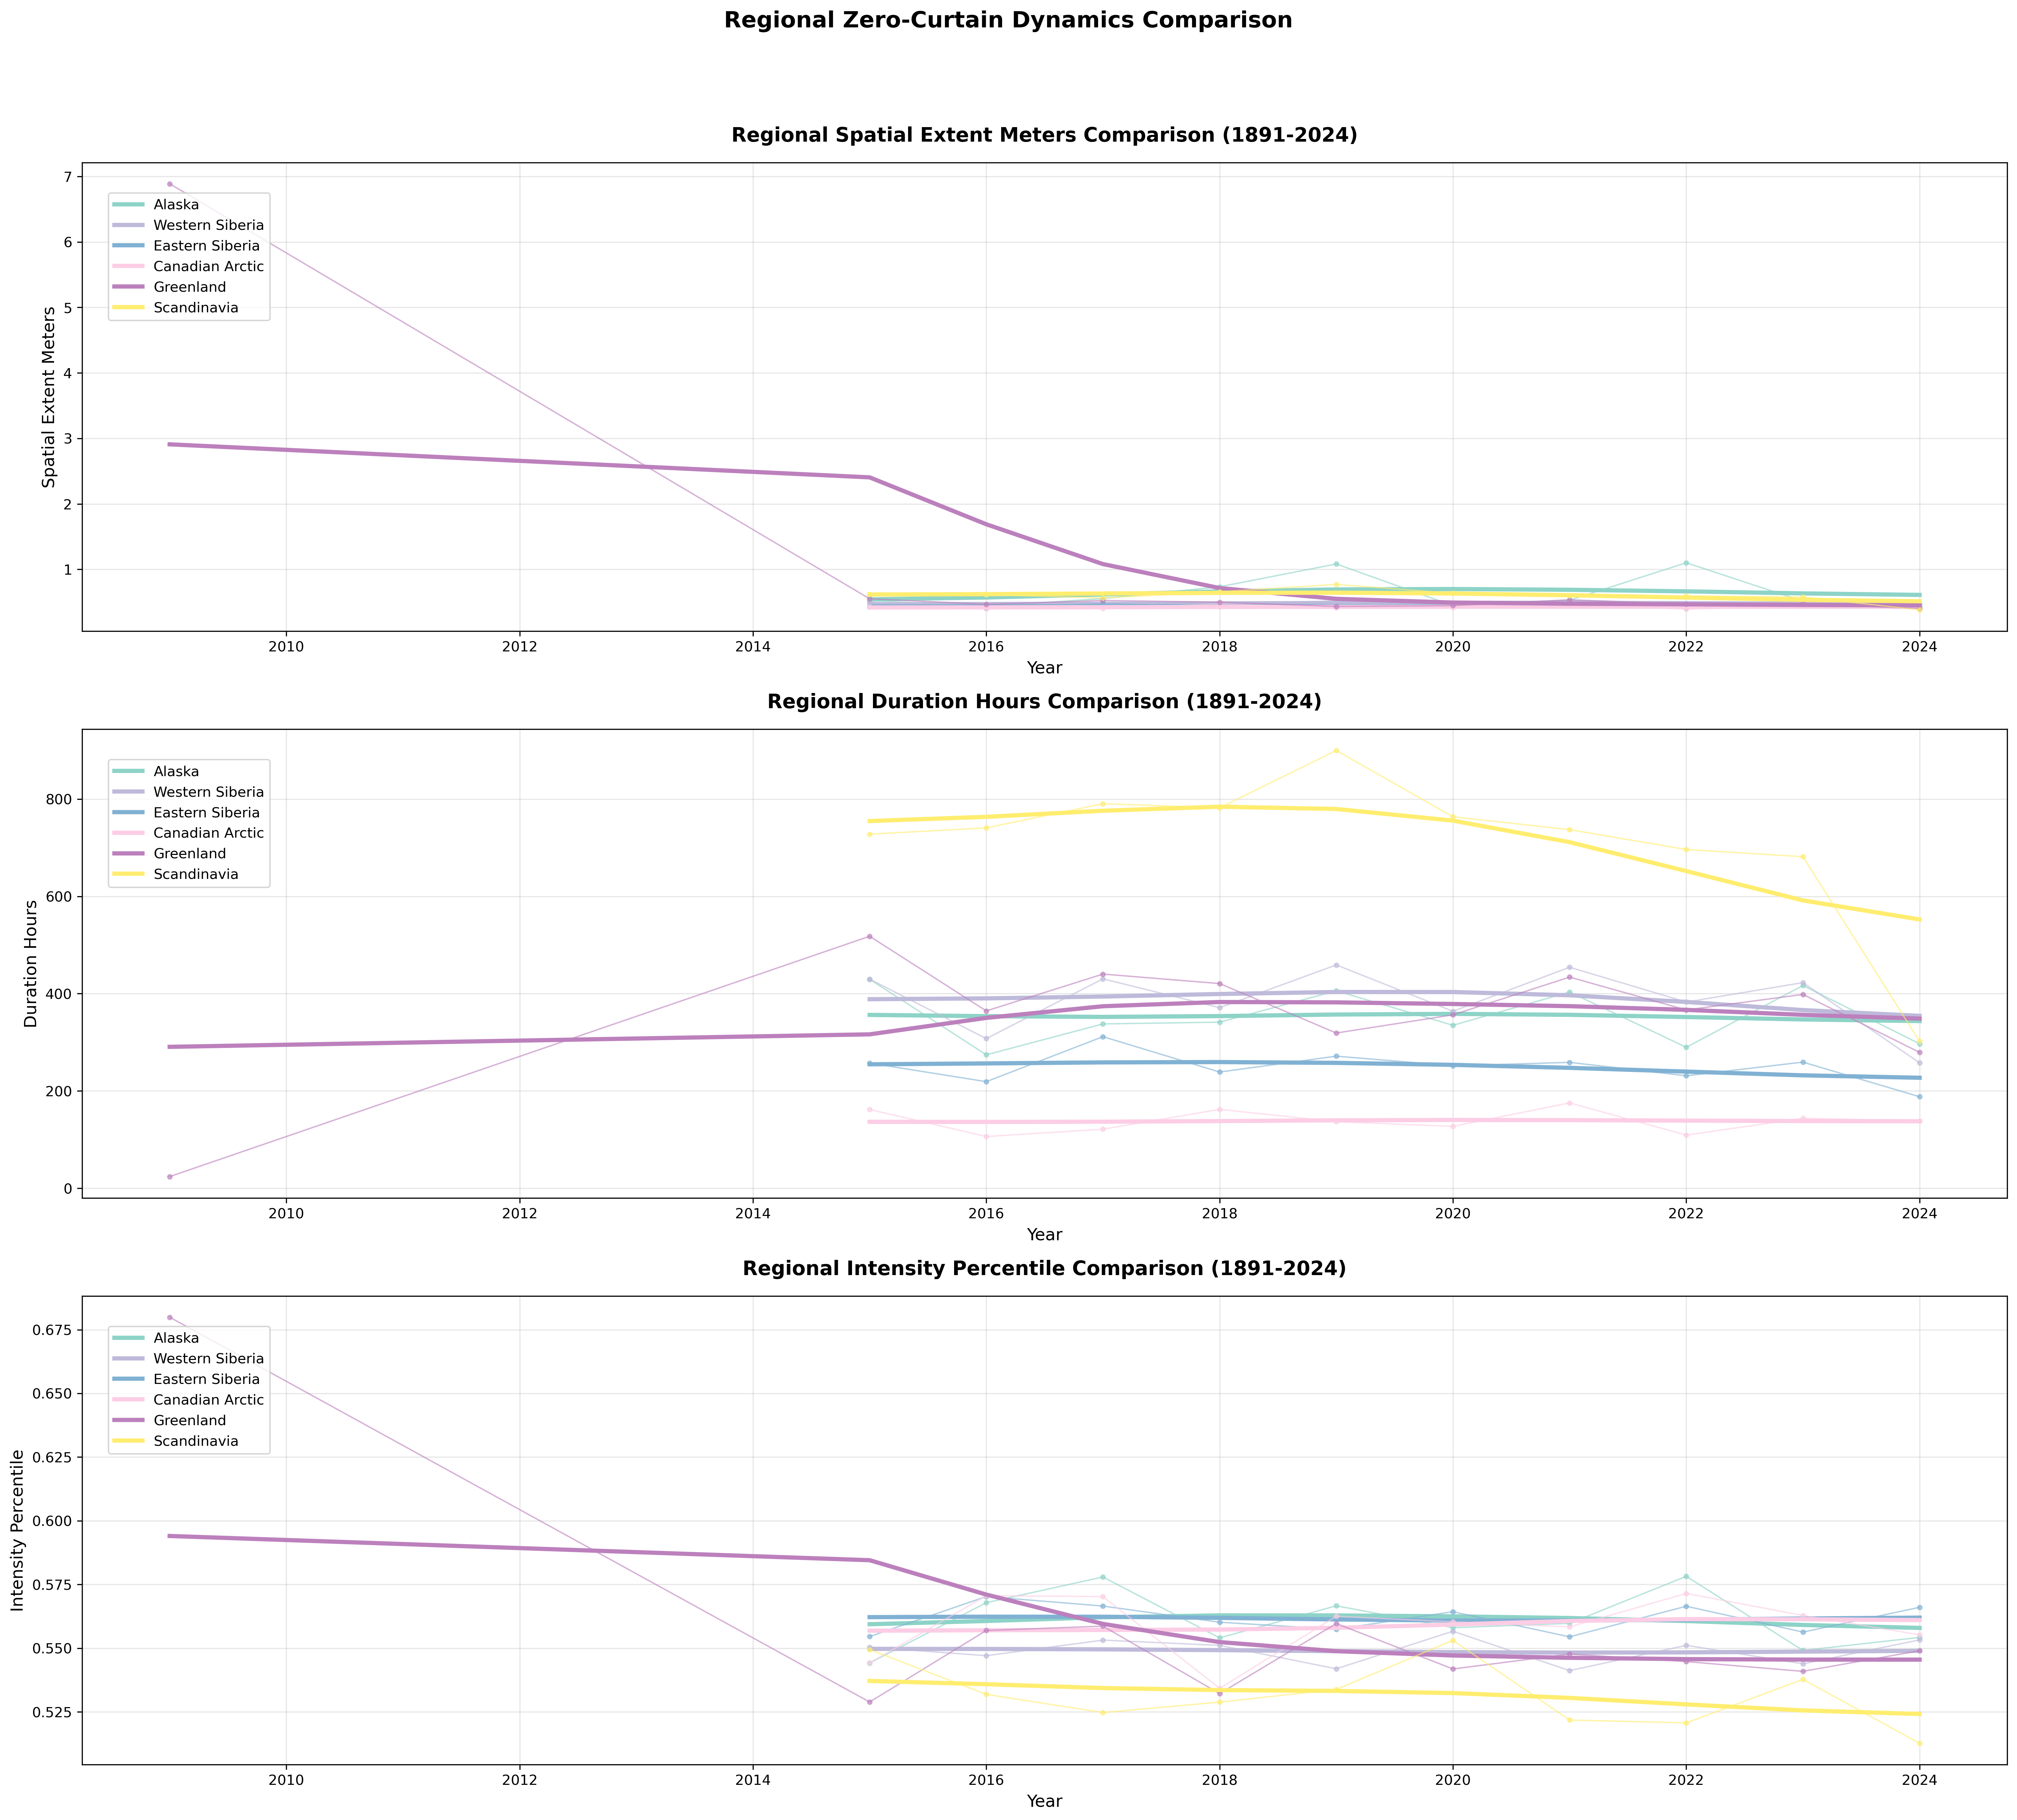 Regional Zero-Curtain Dynamics Comparison
Regional Spatial Extent Meters Comparison (1891-2024)
7
6
5
4
3
2
1
Spatial Extent Meters
Alaska
Western Siberia
Eastern Siberia
Canadian Arctic
Greenland
Scandinavia
2010 2012 2014 2016 2018 2020 2022 2024
Year
Regional Duration Hours Comparison (1891-2024)
800
600
400
200
0
Duration Hours
Alaska
Western Siberia
Eastern Siberia
Canadian Arctic
Greenland
Scandinavia
2010 2012 2014 2016 2018 2020 2022 2024
Year
Regional Intensity Percentile Comparison (1891-2024)
0.675
0.650
0.625
0.600
0.575
0.550
0.525
Intensity Percentile
Alaska
Western Siberia
Eastern Siberia
Canadian Arctic
Greenland
Scandinavia
2010 2012 2014 2016 2018 2020 2022 2024
Year